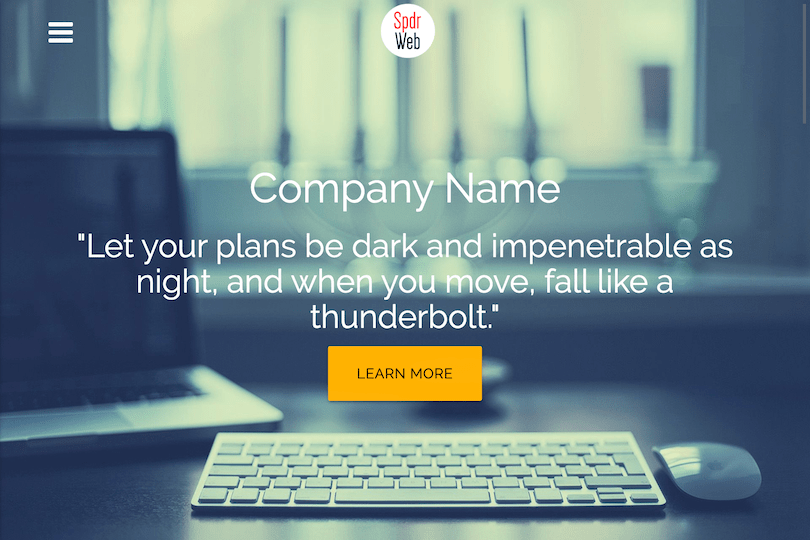 Spdr
Web
Company Name
"Let your plans be dark and impenetrable as
night, and when you move, fall like a
thunderbolt."
LEARN MORE